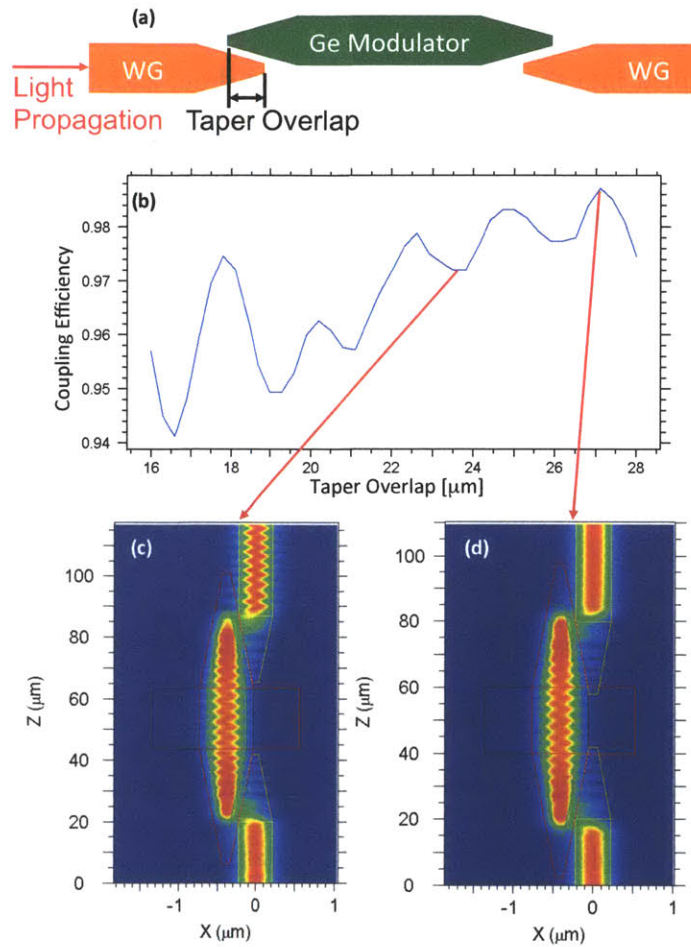 (a)
Ge Modulator
WG
WG
Light
Propagation
Taper Overlap
(b)
0.98
0.97
0.96
0.95
0.94
Coupling Efficiency
16
18
20
22
24
26
28
Taper Overlap [μm]
(c)
100
80
60
40
20
0
Z (μm)
-1
0
1
X (μm)
(d)
100
80
60
40
20
0
Z (μm)
-1
0
1
X (μm)